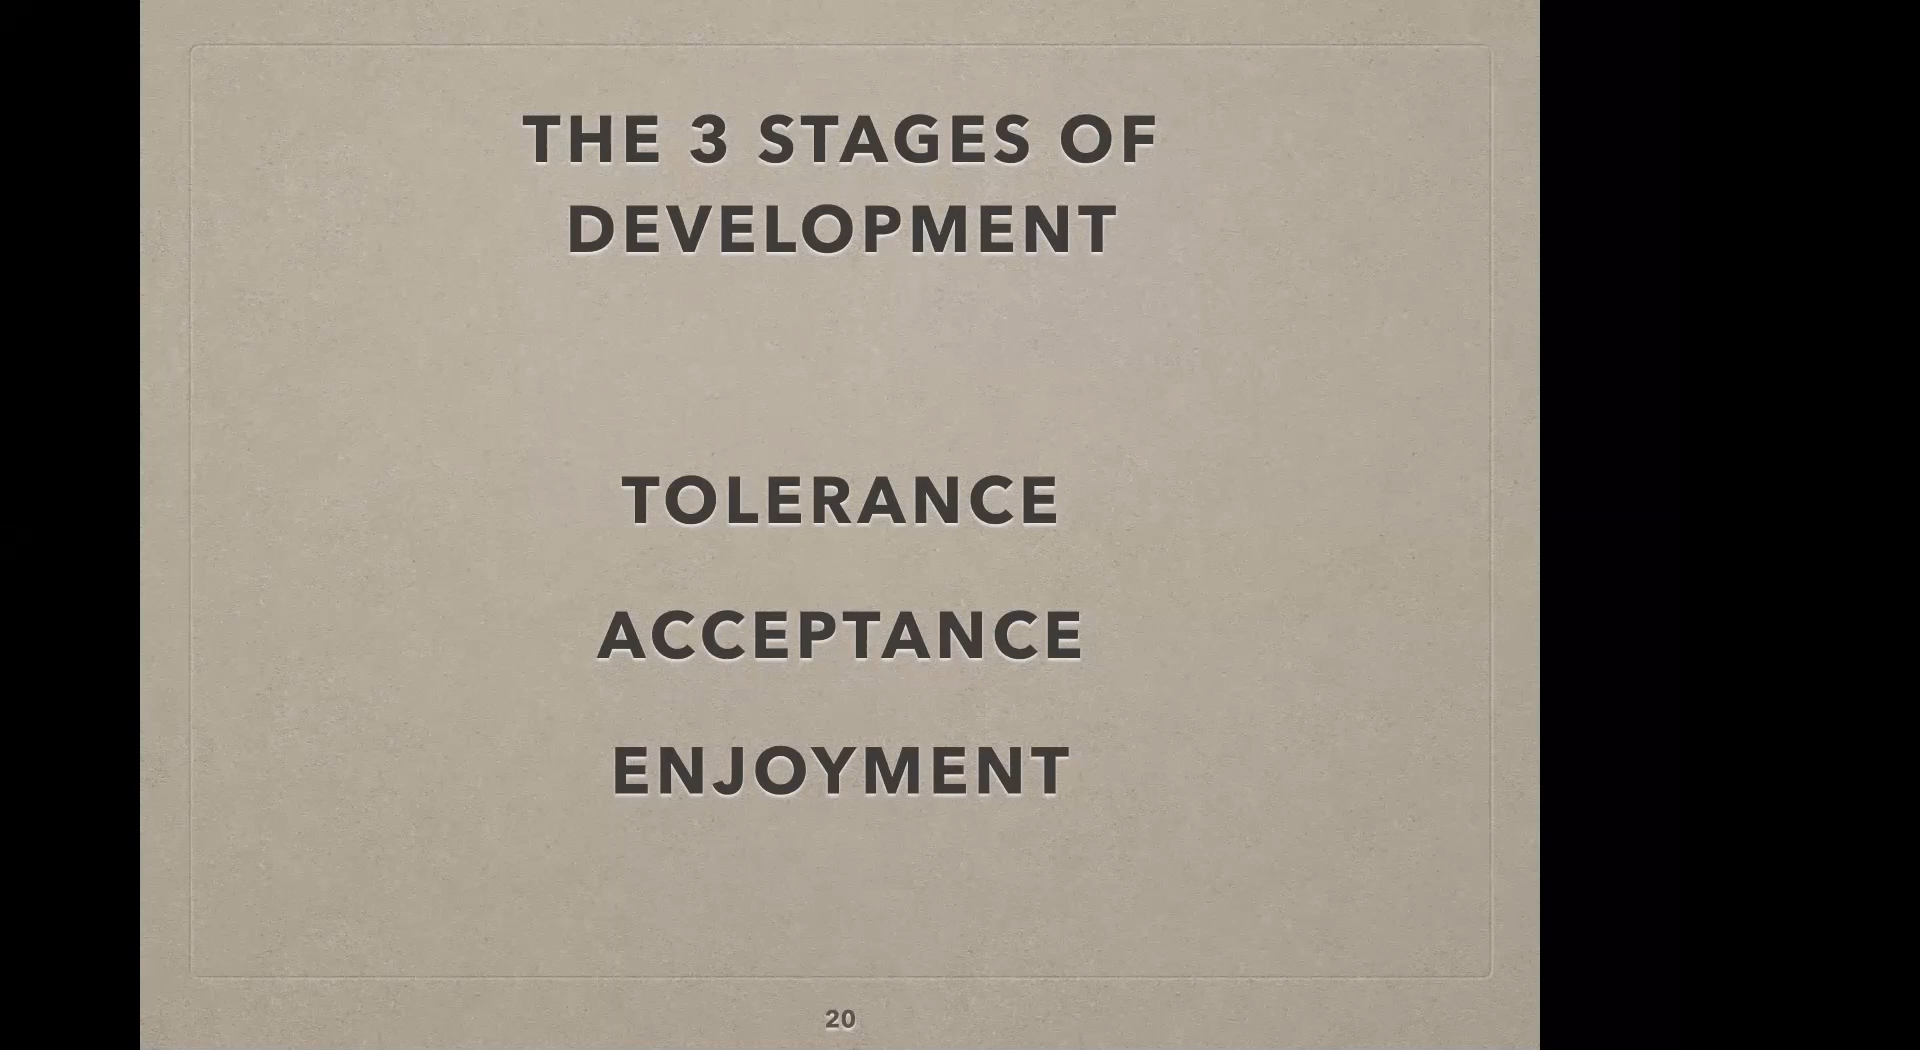 THE 3 STAGES OF
DEVELOPMENT
TOLERANCE
ACCEPTANCE
ENJOYMENT
20